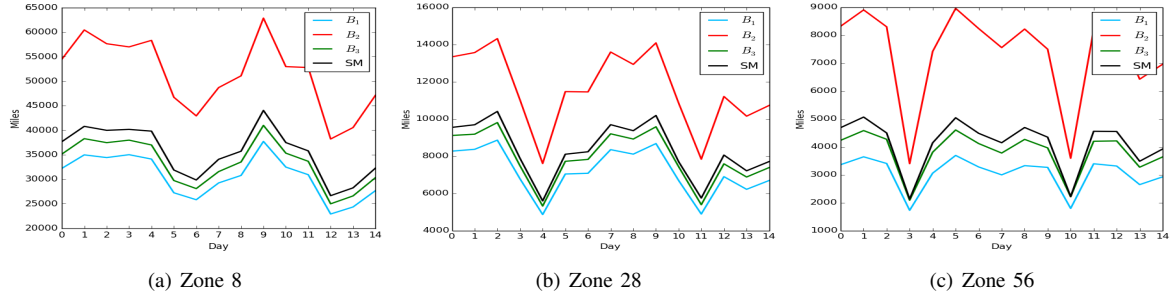 65000
60000
55000
50000
45000
40000
35000
30000
25000
20000
Miles
0 1 2 3 4 5 6 7 8 9 10 11 12 13 14
Day
B₁
B₂
B₃
SM
(a) Zone 8
16000
14000
12000
10000
8000
6000
4000
Miles
0 1 2 3 4 5 6 7 8 9 10 11 12 13 14
Day
B₁
B₂
B₃
SM
(b) Zone 28
9000
8000
7000
6000
5000
4000
3000
2000
1000
Miles
0 1 2 3 4 5 6 7 8 9 10 11 12 13 14
Day
B₁
B₂
B₃
SM
(c) Zone 56